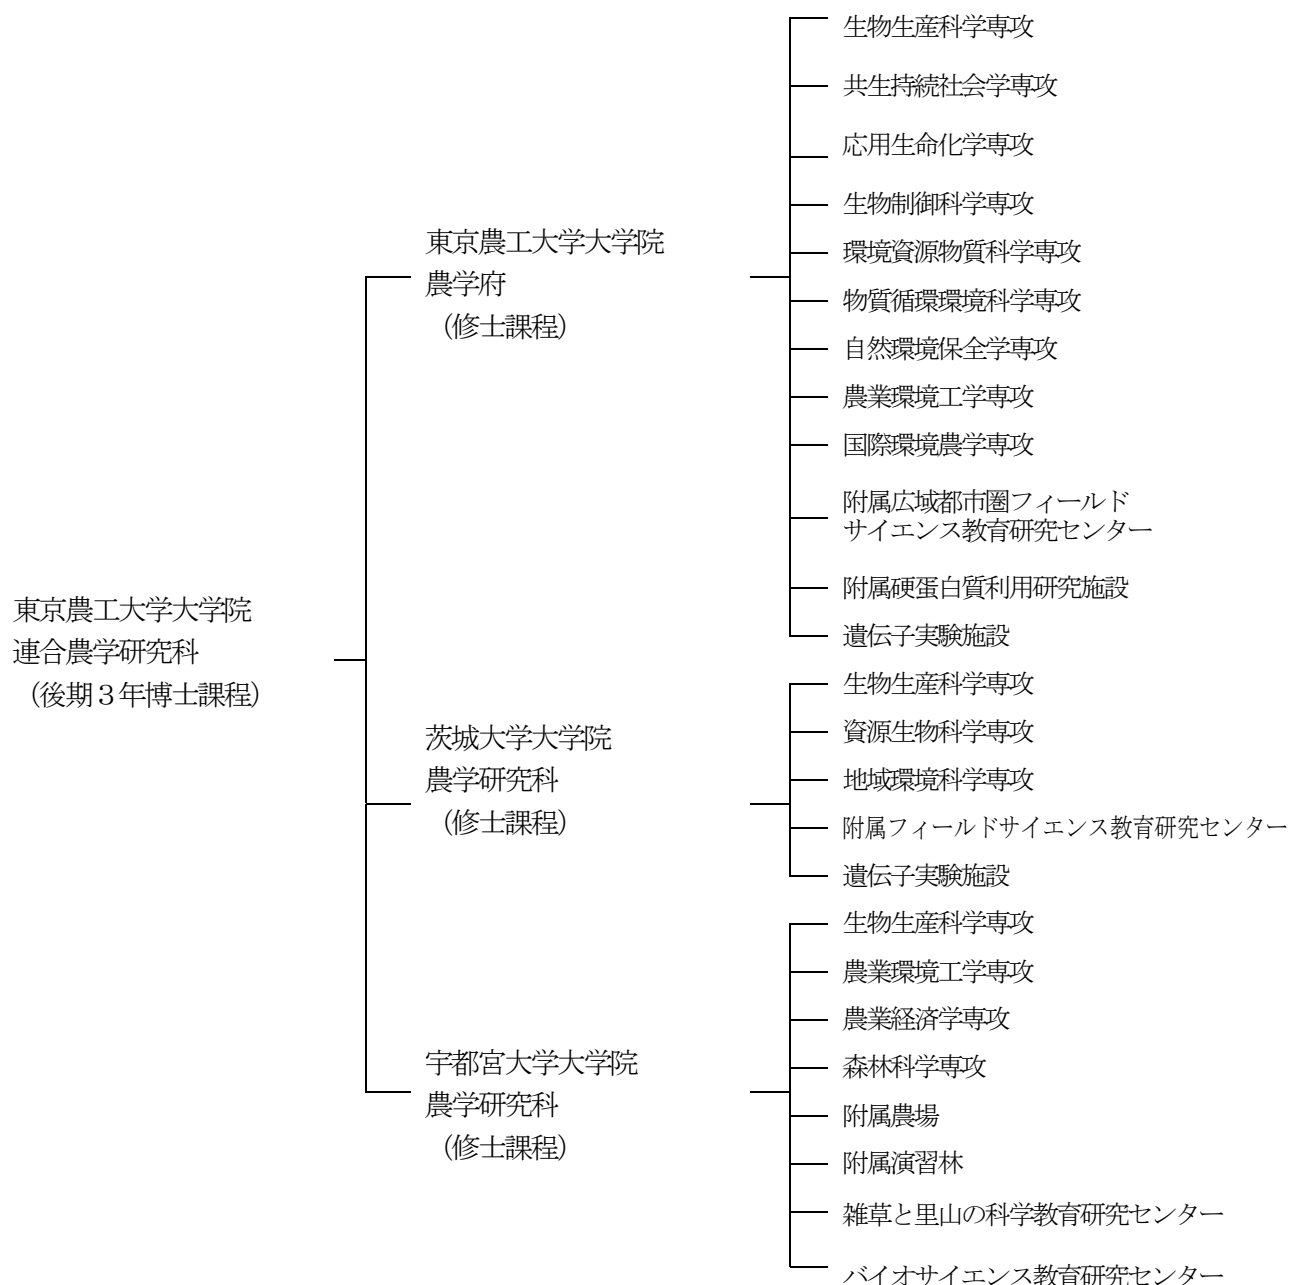 東京農工大学大学院
連合農学研究科
（後期３年博士課程）
東京農工大学大学院
農学府
（修士課程）
生物生産科学専攻
共生持続社会学専攻
応用生命化学専攻
生物制御科学専攻
環境資源物質科学専攻
物質循環環境科学専攻
自然環境保全学専攻
農業環境工学専攻
国際環境農学専攻
附属広域都市圏フィールド
サイエンス教育研究センター
附属硬蛋白質利用研究施設
遺伝子実験施設
茨城大学大学院
農学研究科
（修士課程）
生物生産科学専攻
資源生物科学専攻
地域環境科学専攻
附属フィールドサイエンス教育研究センター
遺伝子実験施設
宇都宮大学大学院
農学研究科
（修士課程）
生物生産科学専攻
農業環境工学専攻
農業経済学専攻
森林科学専攻
附属農場
附属演習林
雑草と里山の科学教育研究センター
バイオサイエンス教育研究センター